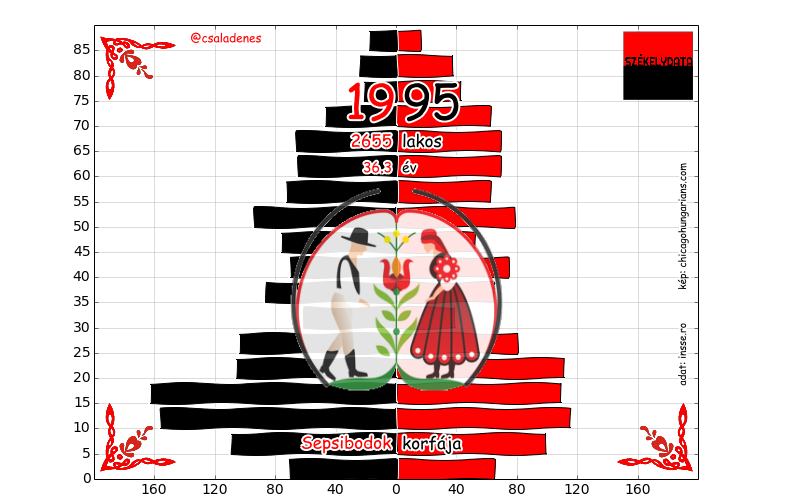 @csaladenes
SZÉKELYDATA
1995
2655 lakos
36.3 év
kép: chicagohungarians.com
adat: insse.ro
Sepsibodok korfája
85
80
75
70
65
60
55
50
45
40
35
30
25
20
15
10
5
0
160 120 80 40 0 40 80 120 160